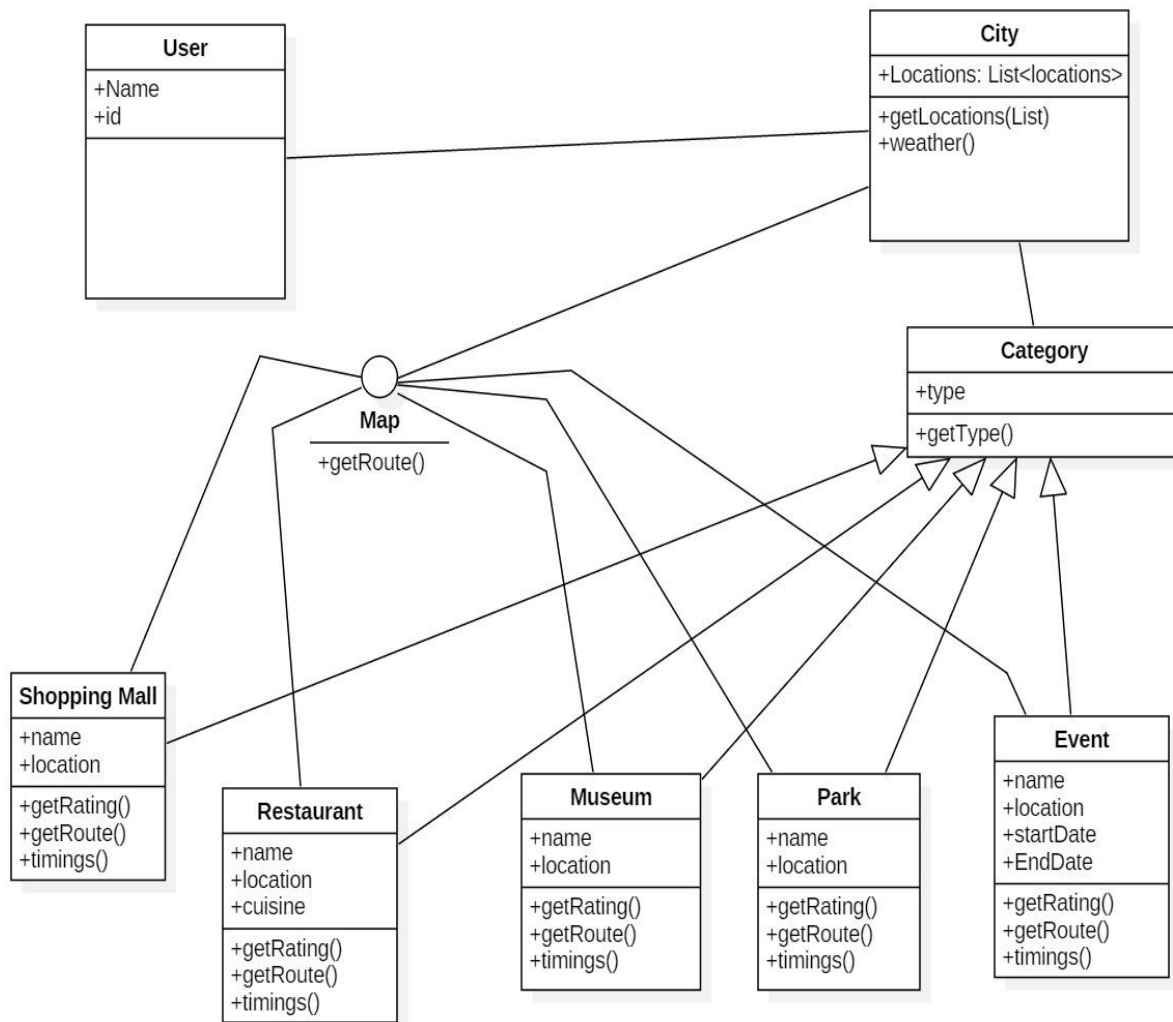 User
+Name
+id
City
+Locations: List<locations>
+getLocations(List)
+weather()
Category
+type
+getType()
Map
+getRoute()
Shopping Mall
+name
+location
+getRating()
+getRoute()
+timings()
Restaurant
+name
+location
+cuisine
+getRating()
+getRoute()
+timings()
Museum
+name
+location
+getRating()
+getRoute()
+timings()
Park
+name
+location
+getRating()
+getRoute()
+timings()
Event
+name
+location
+startDate
+EndDate
+getRating()
+getRoute()
+timings()